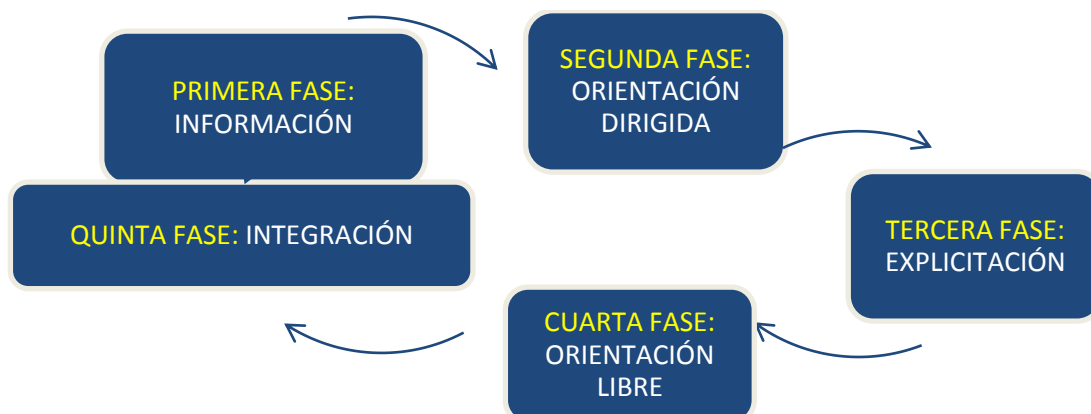 PRIMERA FASE:
INFORMACIÓN
SEGUNDA FASE:
ORIENTACIÓN
DIRIGIDA
TERCERA FASE:
EXPLICITACIÓN
CUARTA FASE:
ORIENTACIÓN
LIBRE
QUINTA FASE: INTEGRACIÓN